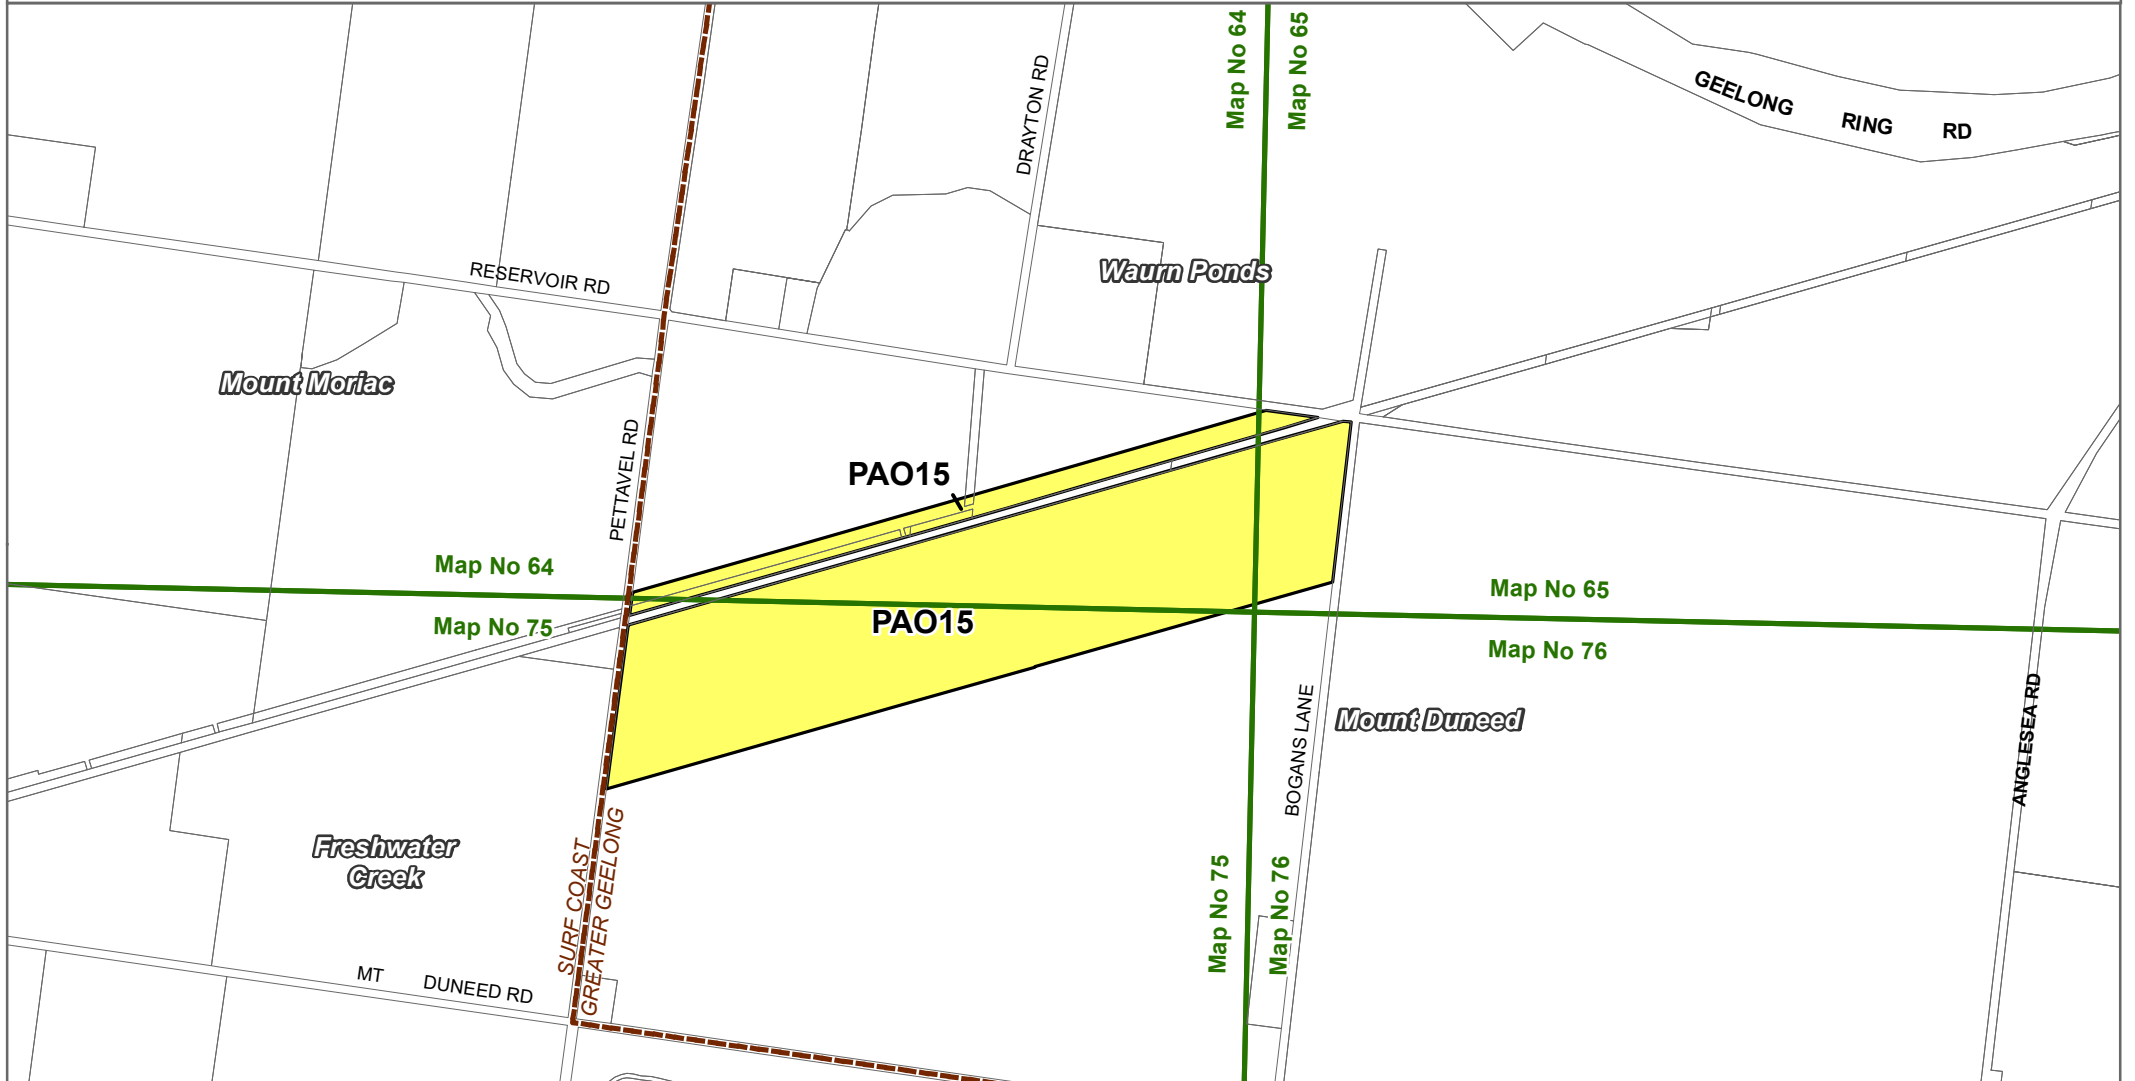 Map No 64
Map No 65
DRAYTON RD
GEELONG RING RD
RESERVOIR RD
Waurn Ponds
Mount Moriac
PETTAVEL RD
PAO15
Map No 64
Map No 65
Map No 75
PAO15
Map No 76
BOGANS LANE
Mount Duneed
ANGLESEA RD
Freshwater
Creek
SURF COAST
GREATER GEELONG
Map No 75
Map No 76
MT DUNEED RD